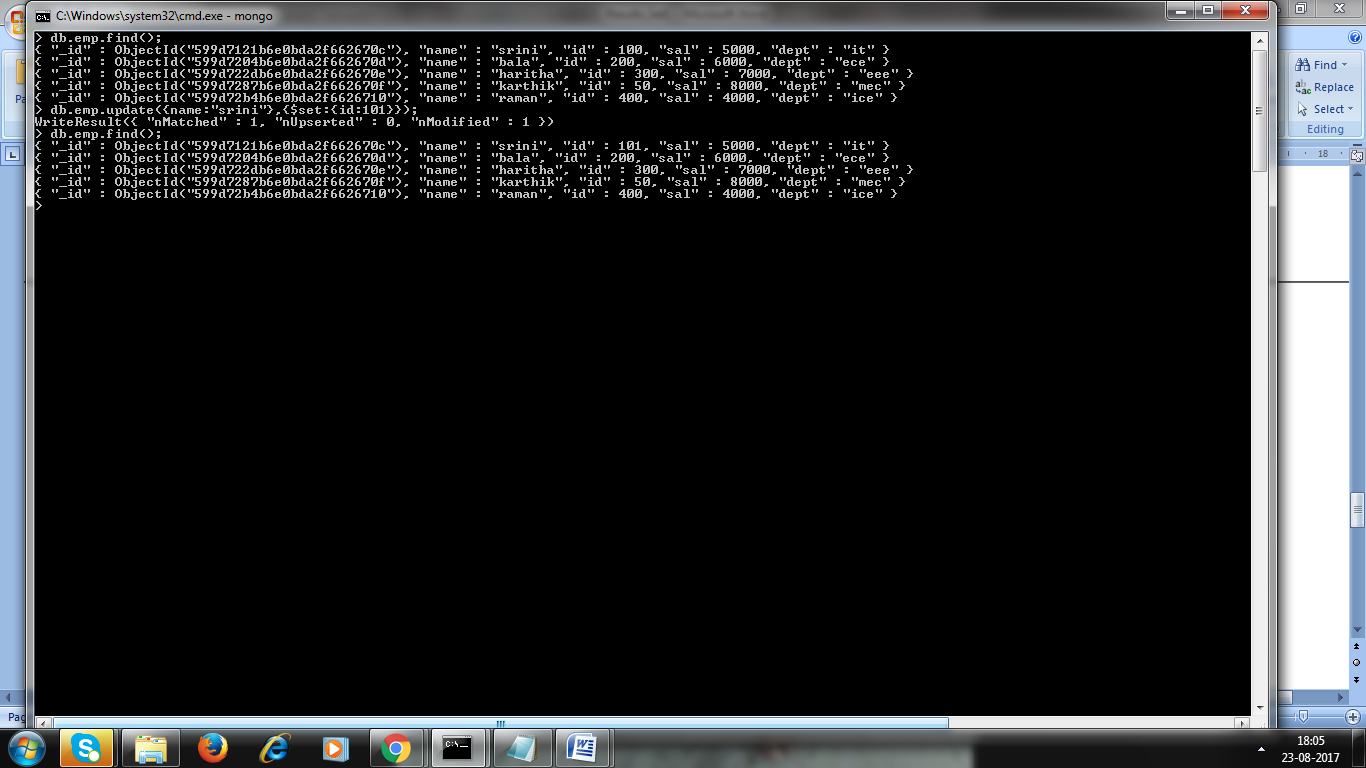 C:\Windows\system32\cmd.exe - mongo
> db.emp.find();
{ "_id" : ObjectId("599d7121b6e0bda2f662670c"), "name" : "srini", "id" : 100, "sal" : 5000, "dept" : "it" }
{ "_id" : ObjectId("599d7204b6e0bda2f662670d"), "name" : "bala", "id" : 200, "sal" : 6000, "dept" : "ece" }
{ "_id" : ObjectId("599d722db6e0bda2f662670e"), "name" : "haritha", "id" : 300, "sal" : 7000, "dept" : "eee" }
{ "_id" : ObjectId("599d7287b6e0bda2f662670f"), "name" : "karthik", "id" : 50, "sal" : 8000, "dept" : "mec" }
{ "_id" : ObjectId("599d72b4b6e0bda2f6626710"), "name" : "raman", "id" : 400, "sal" : 4000, "dept" : "ice" }
> db.emp.update({name:"srini"},{$set:{id:101}});
WriteResult({ "nMatched" : 1, "nUpserted" : 0, "nModified" : 1 })
> db.emp.find();
{ "_id" : ObjectId("599d7121b6e0bda2f662670c"), "name" : "srini", "id" : 101, "sal" : 5000, "dept" : "it" }
{ "_id" : ObjectId("599d7204b6e0bda2f662670d"), "name" : "bala", "id" : 200, "sal" : 6000, "dept" : "ece" }
{ "_id" : ObjectId("599d722db6e0bda2f662670e"), "name" : "haritha", "id" : 300, "sal" : 7000, "dept" : "eee" }
{ "_id" : ObjectId("599d7287b6e0bda2f662670f"), "name" : "karthik", "id" : 50, "sal" : 8000, "dept" : "mec" }
{ "_id" : ObjectId("599d72b4b6e0bda2f6626710"), "name" : "raman", "id" : 400, "sal" : 4000, "dept" : "ice" }
>
Find
Replace
Select
Editing
18
18:05
23-08-2017